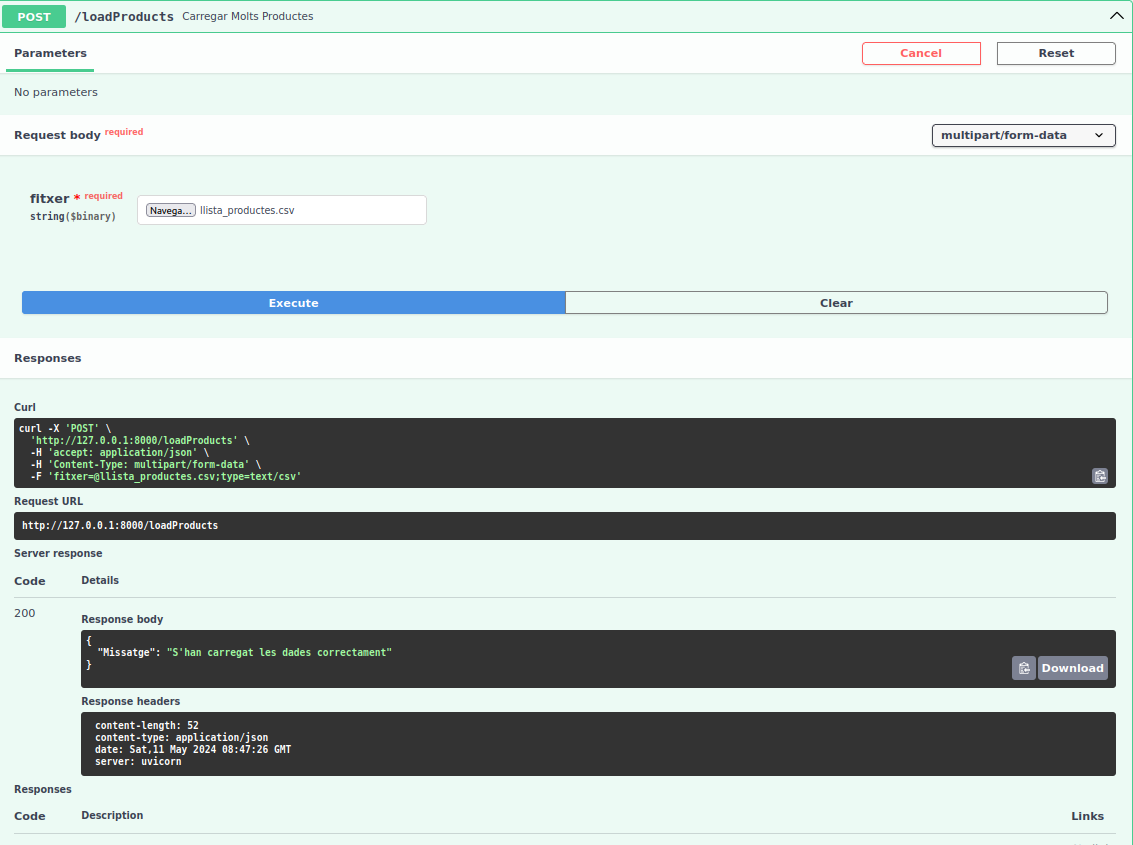 POST /loadProducts Carregar Molts Productes
Parameters Cancel Reset
No parameters
Request body required multipart/form-data
fitxer * required
string($binary) Navega... llista_productes.csv
Execute Clear
Responses
Curl
curl -X 'POST' \
'http://127.0.0.1:8000/loadProducts' \
-H 'accept: application/json' \
-H 'Content-Type: multipart/form-data' \
-F 'fitxer=@llista_productes.csv;type=text/csv'
Request URL
http://127.0.0.1:8000/loadProducts
Server response
Code Details
200
Response body
{
"Missatge": "S'han carregat les dades correctament"
}
Download
Response headers
content-length: 52
content-type: application/json
date: Sat,11 May 2024 08:47:26 GMT
server: uvicorn
Responses
Code Description Links